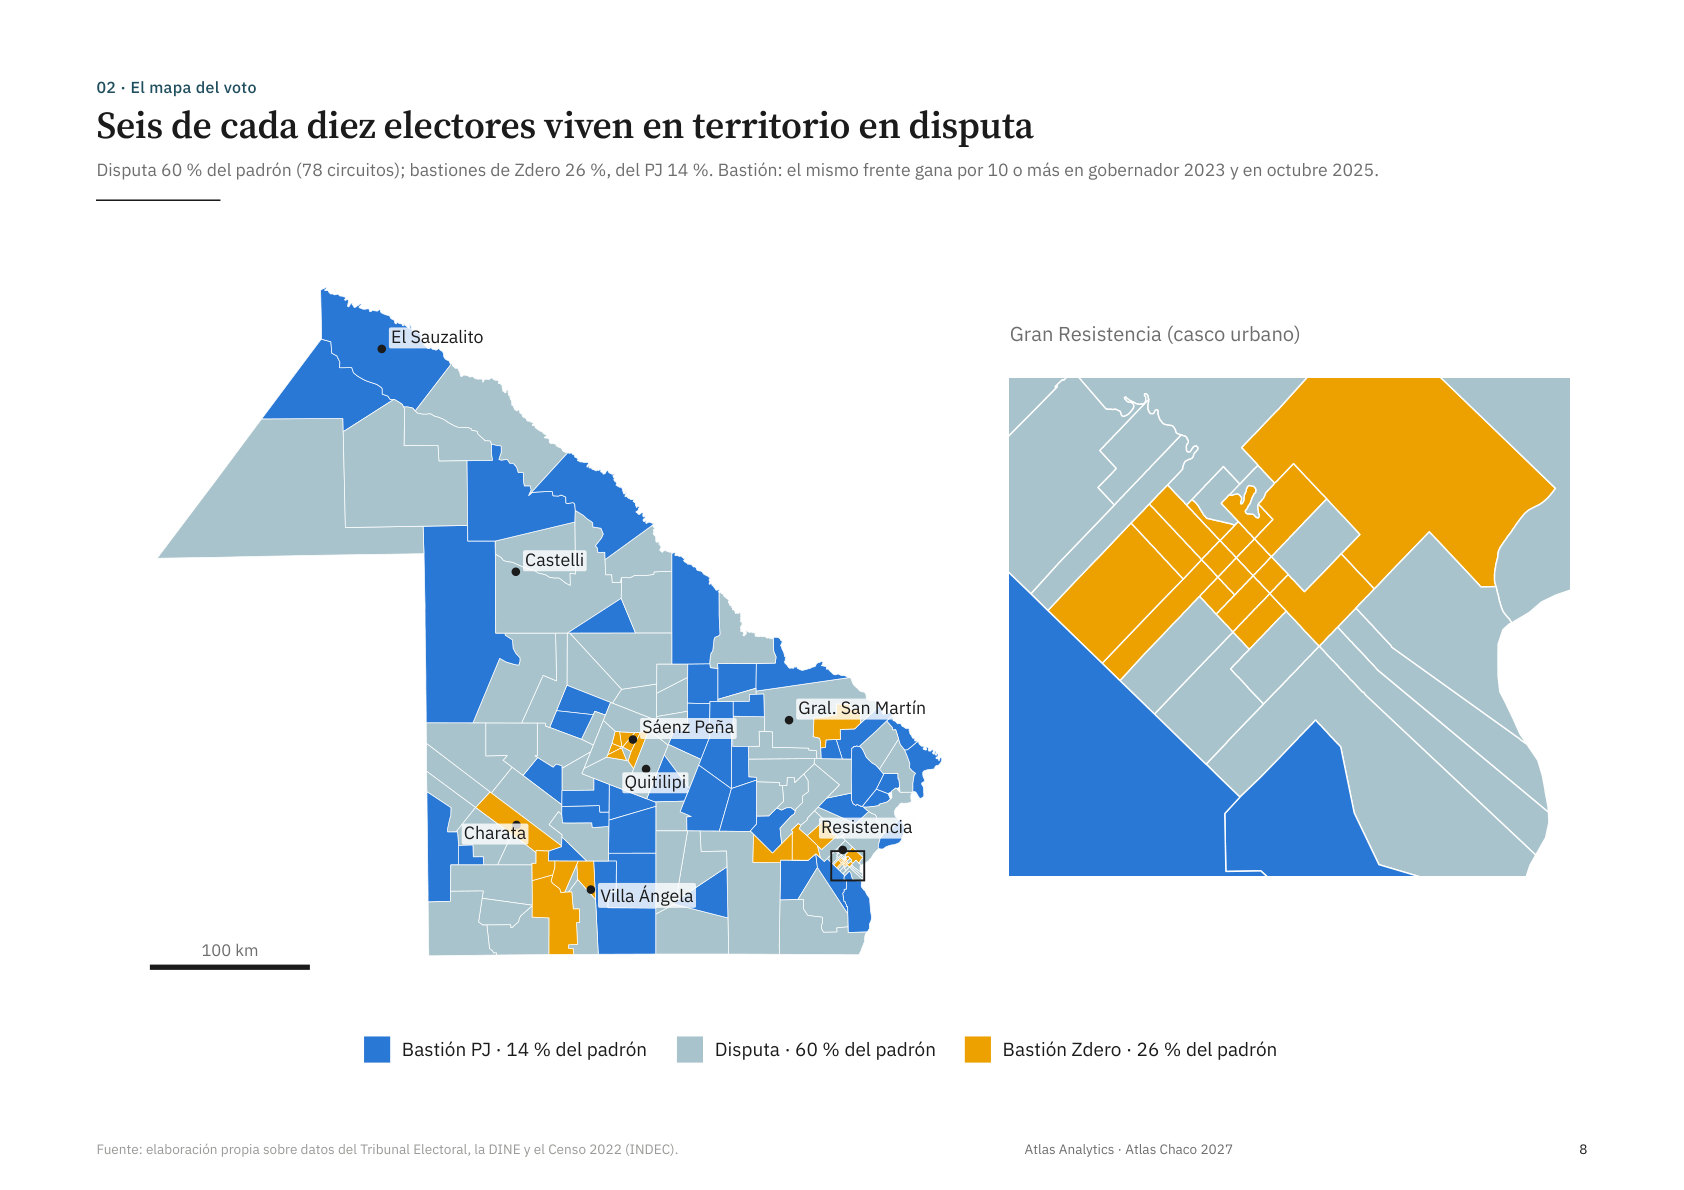 02 · El mapa del voto
Seis de cada diez electores viven en territorio en disputa
Disputa 60 % del padrón (78 circuitos); bastiones de Zdero 26 %, del PJ 14 %. Bastión: el mismo frente gana por 10 o más en gobernador 2023 y en octubre 2025.
El Sauzalito
Gran Resistencia (casco urbano)
Castelli
Gral. San Martín
Sáenz Peña
Quitilipi
Charata
Resistencia
Villa Ángela
100 km
Bastión PJ · 14 % del padrón
Disputa · 60 % del padrón
Bastión Zdero · 26 % del padrón
Fuente: elaboración propia sobre datos del Tribunal Electoral, la DINE y el Censo 2022 (INDEC).
Atlas Analytics · Atlas Chaco 2027
8